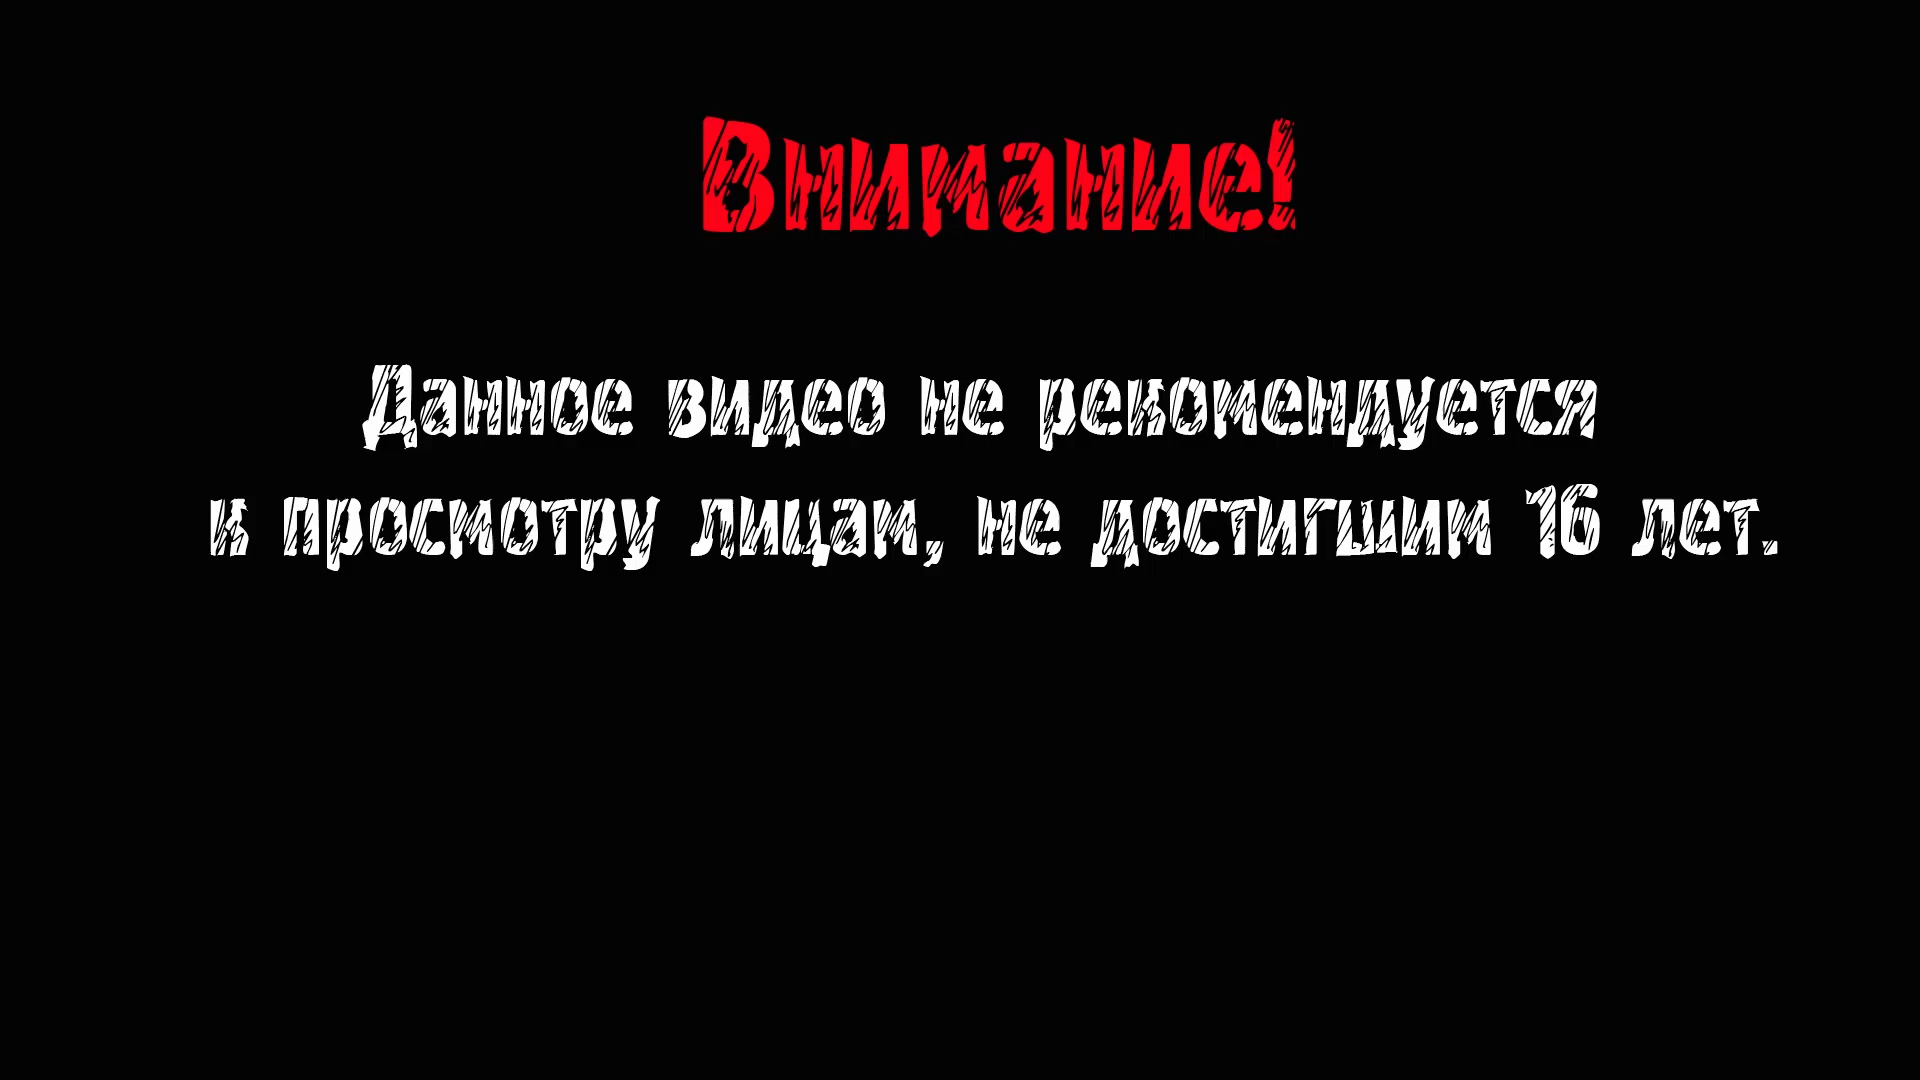 Внимание!
Данное видео не рекомендуется
к просмотру лицам, не достигшим 16 лет.